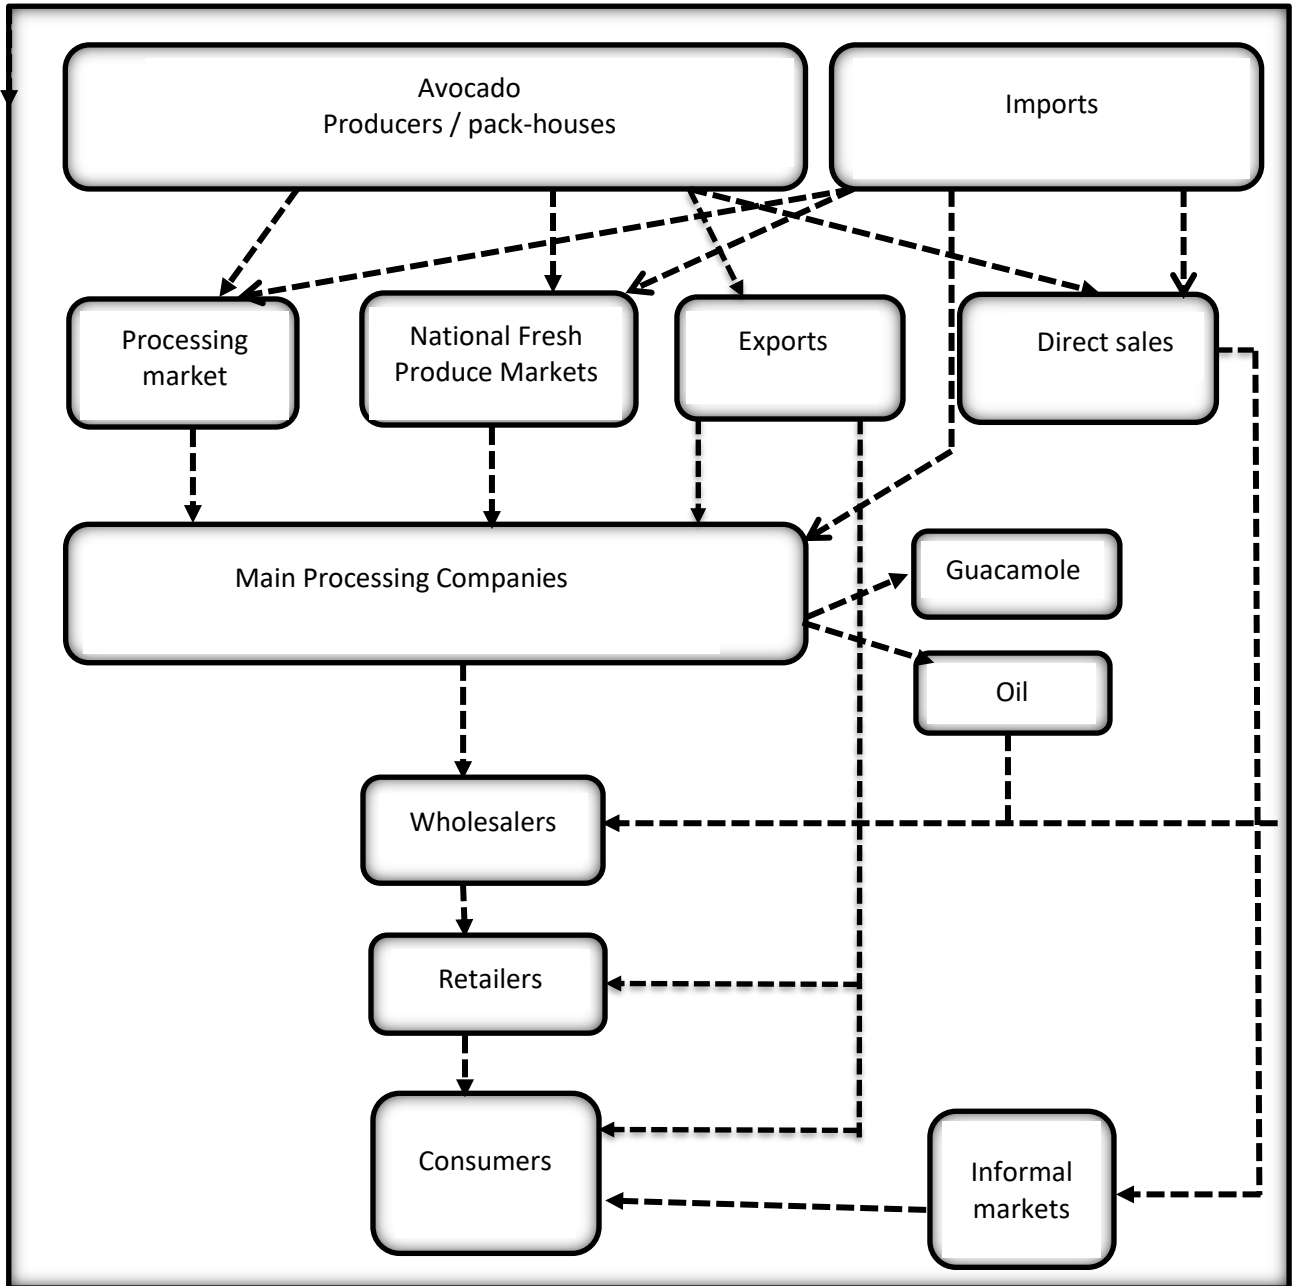 Avocado
Producers / pack-houses
Imports
Processing
market
National Fresh
Produce Markets
Exports
Direct sales
Main Processing Companies
Guacamole
Oil
Wholesalers
Retailers
Consumers
Informal
markets